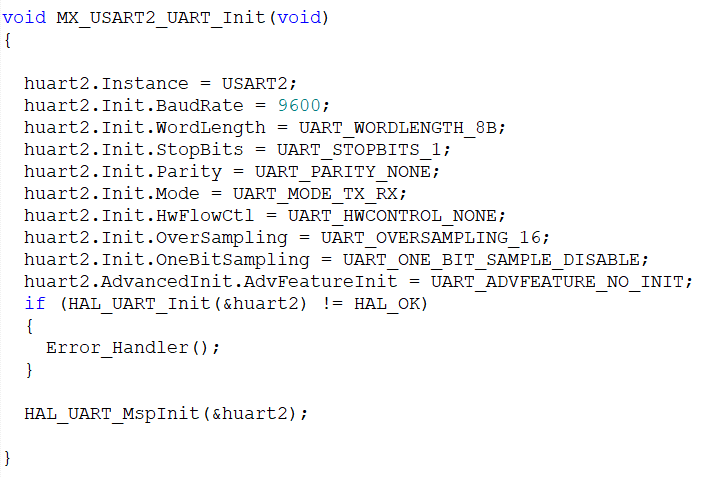 void MX_USART2_UART_Init(void)
{
huart2.Instance = USART2;
huart2.Init.BaudRate = 9600;
huart2.Init.WordLength = UART_WORDLENGTH_8B;
huart2.Init.StopBits = UART_STOPBITS_1;
huart2.Init.Parity = UART_PARITY_NONE;
huart2.Init.Mode = UART_MODE_TX_RX;
huart2.Init.HwFlowCtl = UART_HWCONTROL_NONE;
huart2.Init.OverSampling = UART_OVERSAMPLING_16;
huart2.Init.OneBitSampling = UART_ONE_BIT_SAMPLE_DISABLE;
huart2.AdvancedInit.AdvFeatureInit = UART_ADVFEATURE_NO_INIT;
if (HAL_UART_Init(&huart2) != HAL_OK)
{
Error_Handler();
}
HAL_UART_MspInit(&huart2);
}